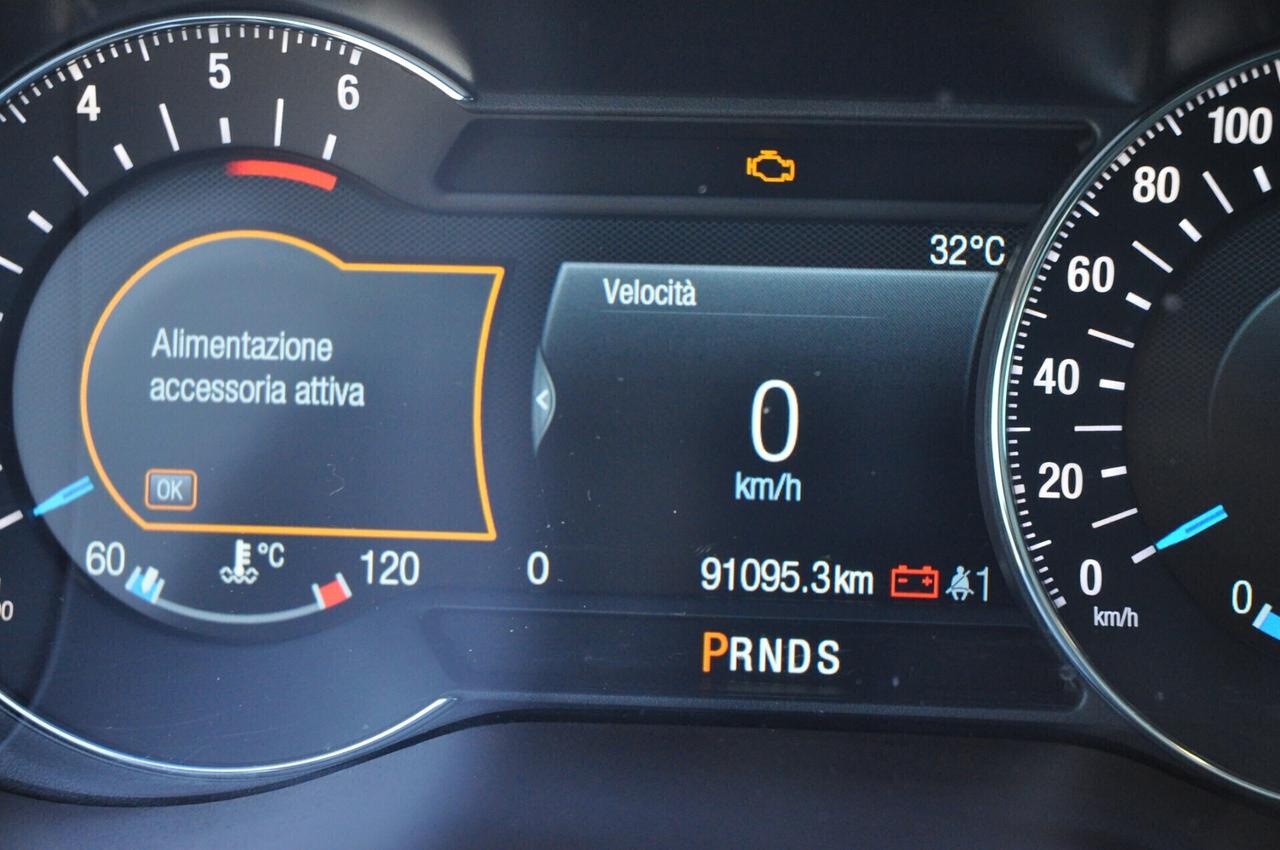 4
5
6
100
80
60
40
20
0
km/h
32°C
Velocità
0
km/h
Alimentazione
accessoria attiva
OK
60
°C
120
0
91095.3km
1
PRNDS
0